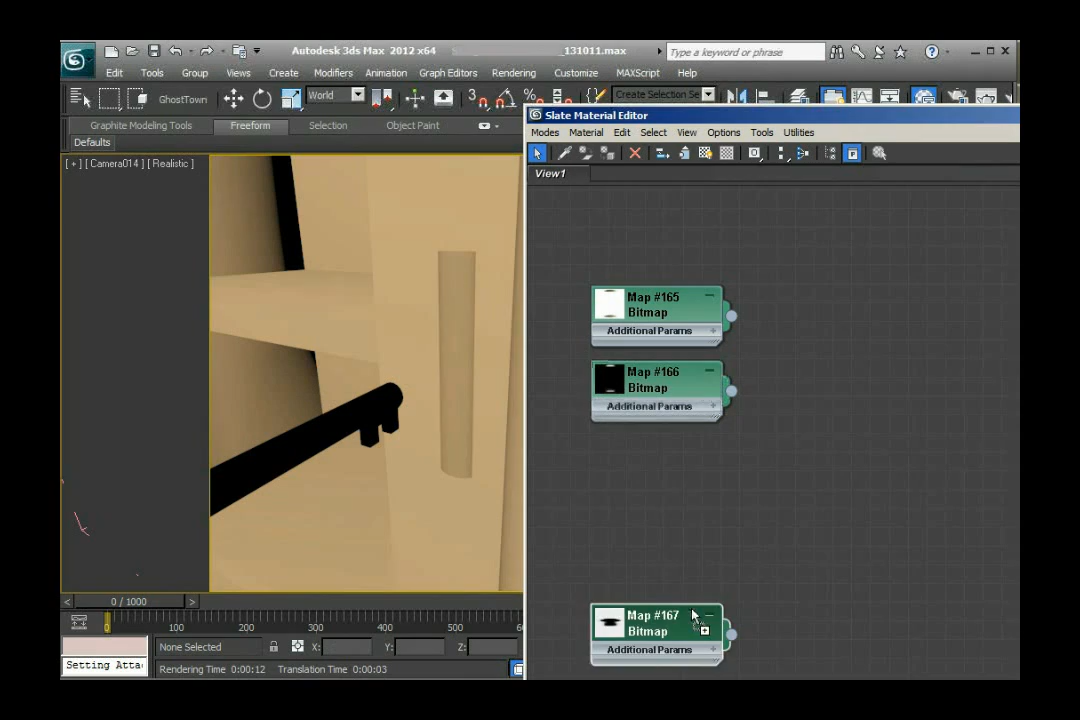 Autodesk 3ds Max 2012 x64
_131011.max
Type a keyword or phrase
Edit Tools Group Views Create Modifiers Animation Graph Editors Rendering Customize MAXScript Help
GhostTown
World
Create Selection Se
Graphite Modeling Tools Freeform Selection Object Paint
Defaults
Slate Material Editor
Modes Material Edit Select View Options Tools Utilities
View1
[ + ] [ Camera014 ] [ Realistic ]
Map #165
Bitmap
Additional Params
Map #166
Bitmap
Additional Params
Map #167
Bitmap
Additional Params
0 / 1000
0 100 200 300 400 500
None Selected X: Y: Z:
Setting Atta
Rendering Time 0:00:12 Translation Time 0:00:03